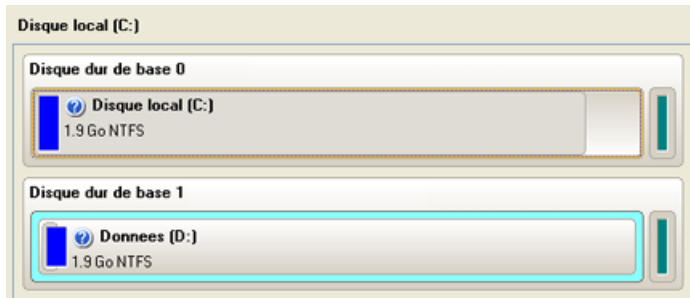 Disque local (C:)
Disque dur de base 0
Disque local (C:)
1.9 Go NTFS
Disque dur de base 1
Donnees (D:)
1.9 Go NTFS